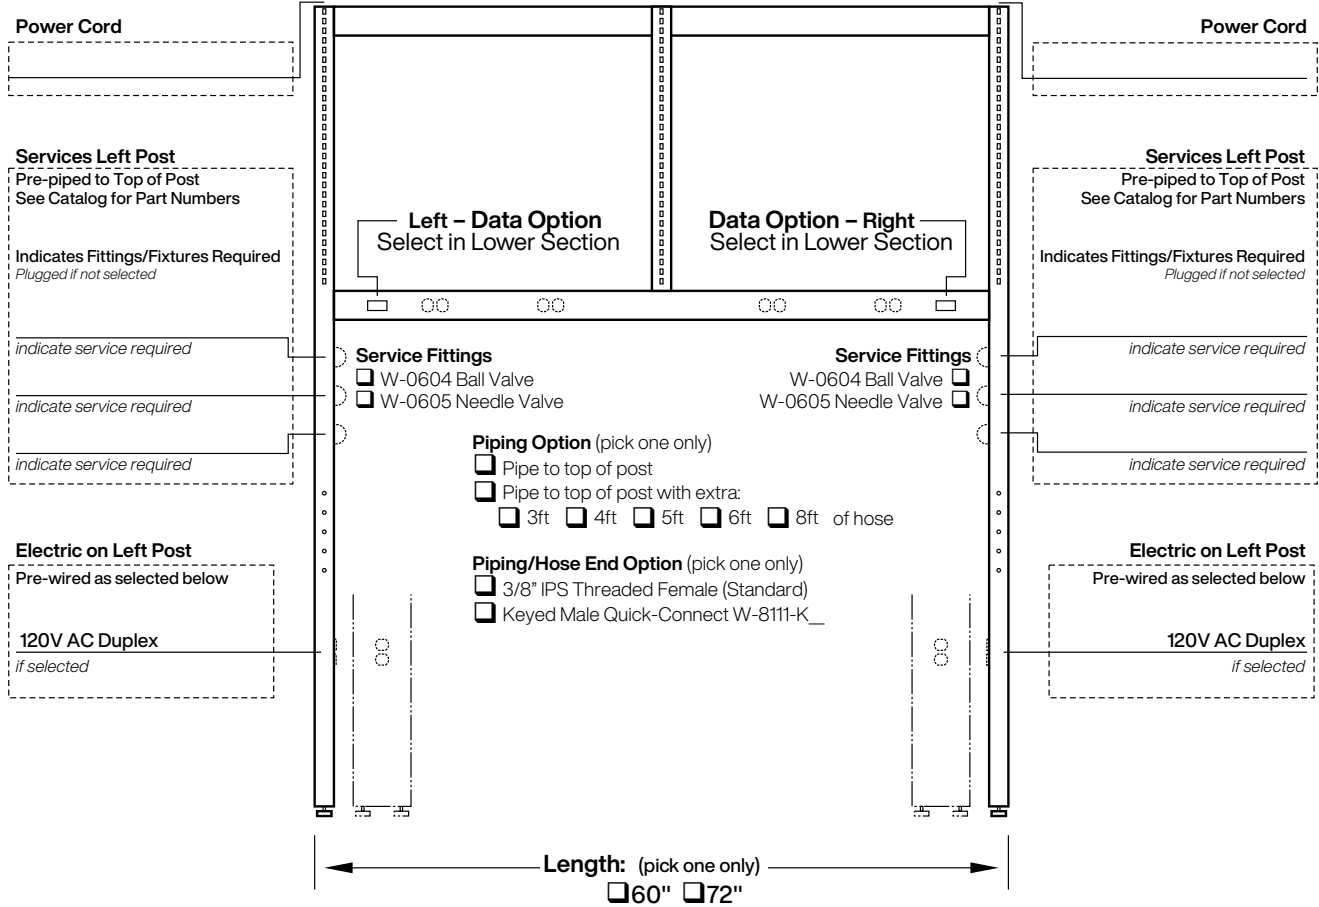 Power Cord
Power Cord
Services Left Post
Pre-piped to Top of Post
See Catalog for Part Numbers
Indicates Fittings/Fixtures Required
Plugged if not selected
indicate service required
indicate service required
indicate service required
Services Left Post
Pre-piped to Top of Post
See Catalog for Part Numbers
Indicates Fittings/Fixtures Required
Plugged if not selected
indicate service required
indicate service required
indicate service required
Left – Data Option
Select in Lower Section
Data Option – Right
Select in Lower Section
Service Fittings
W-0604 Ball Valve
W-0605 Needle Valve
Service Fittings
W-0604 Ball Valve
W-0605 Needle Valve
Piping Option (pick one only)
Pipe to top of post
Pipe to top of post with extra:
3ft 4ft 5ft 6ft 8ft of hose
Piping/Hose End Option (pick one only)
3/8" IPS Threaded Female (Standard)
Keyed Male Quick-Connect W-8111-K__
Electric on Left Post
Pre-wired as selected below
120V AC Duplex
if selected
Electric on Left Post
Pre-wired as selected below
120V AC Duplex
if selected
Length: (pick one only)
60" 72"